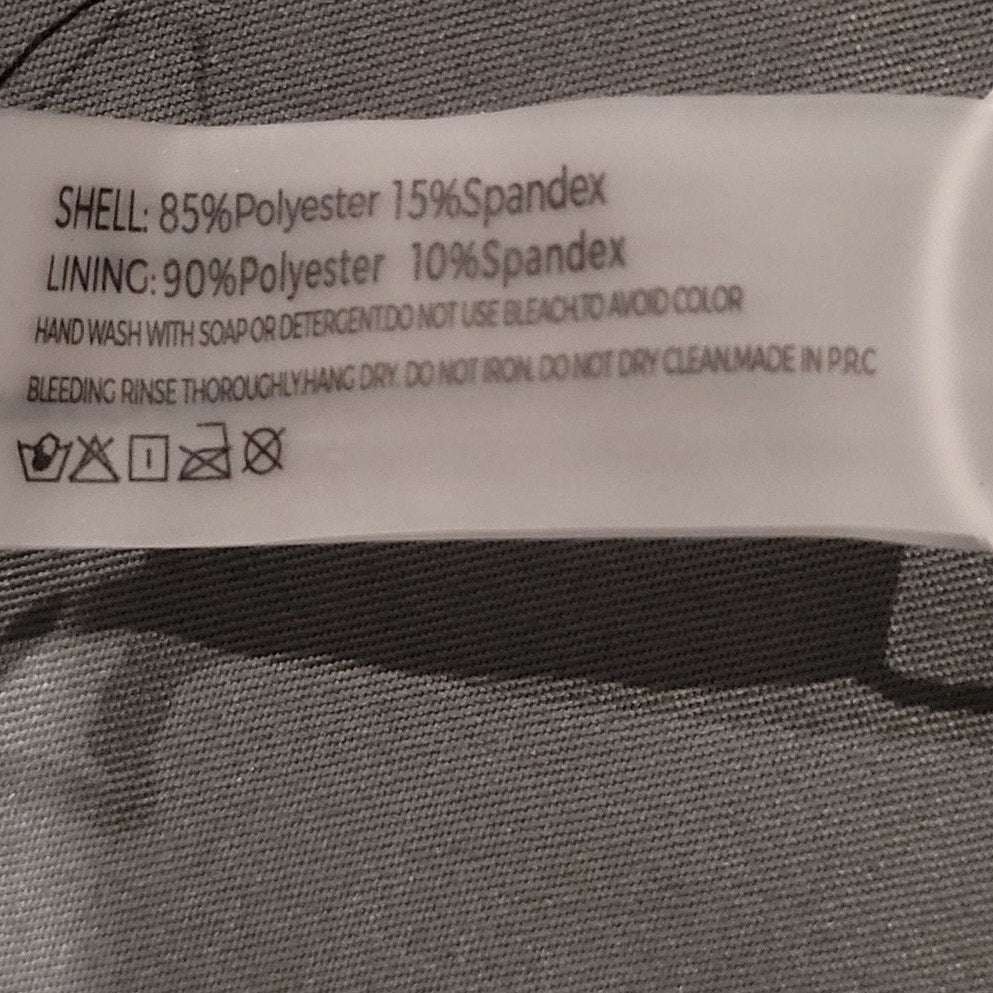 SHELL: 85%Polyester 15%Spandex
LINING: 90%Polyester 10%Spandex
HAND WASH WITH SOAP OR DETERGENT.DO NOT USE BLEACH.TO AVOID COLOR
BLEEDING RINSE THOROUGHLY.HANG DRY. DO NOT IRON. DO NOT DRY CLEAN.MADE IN P.R.C